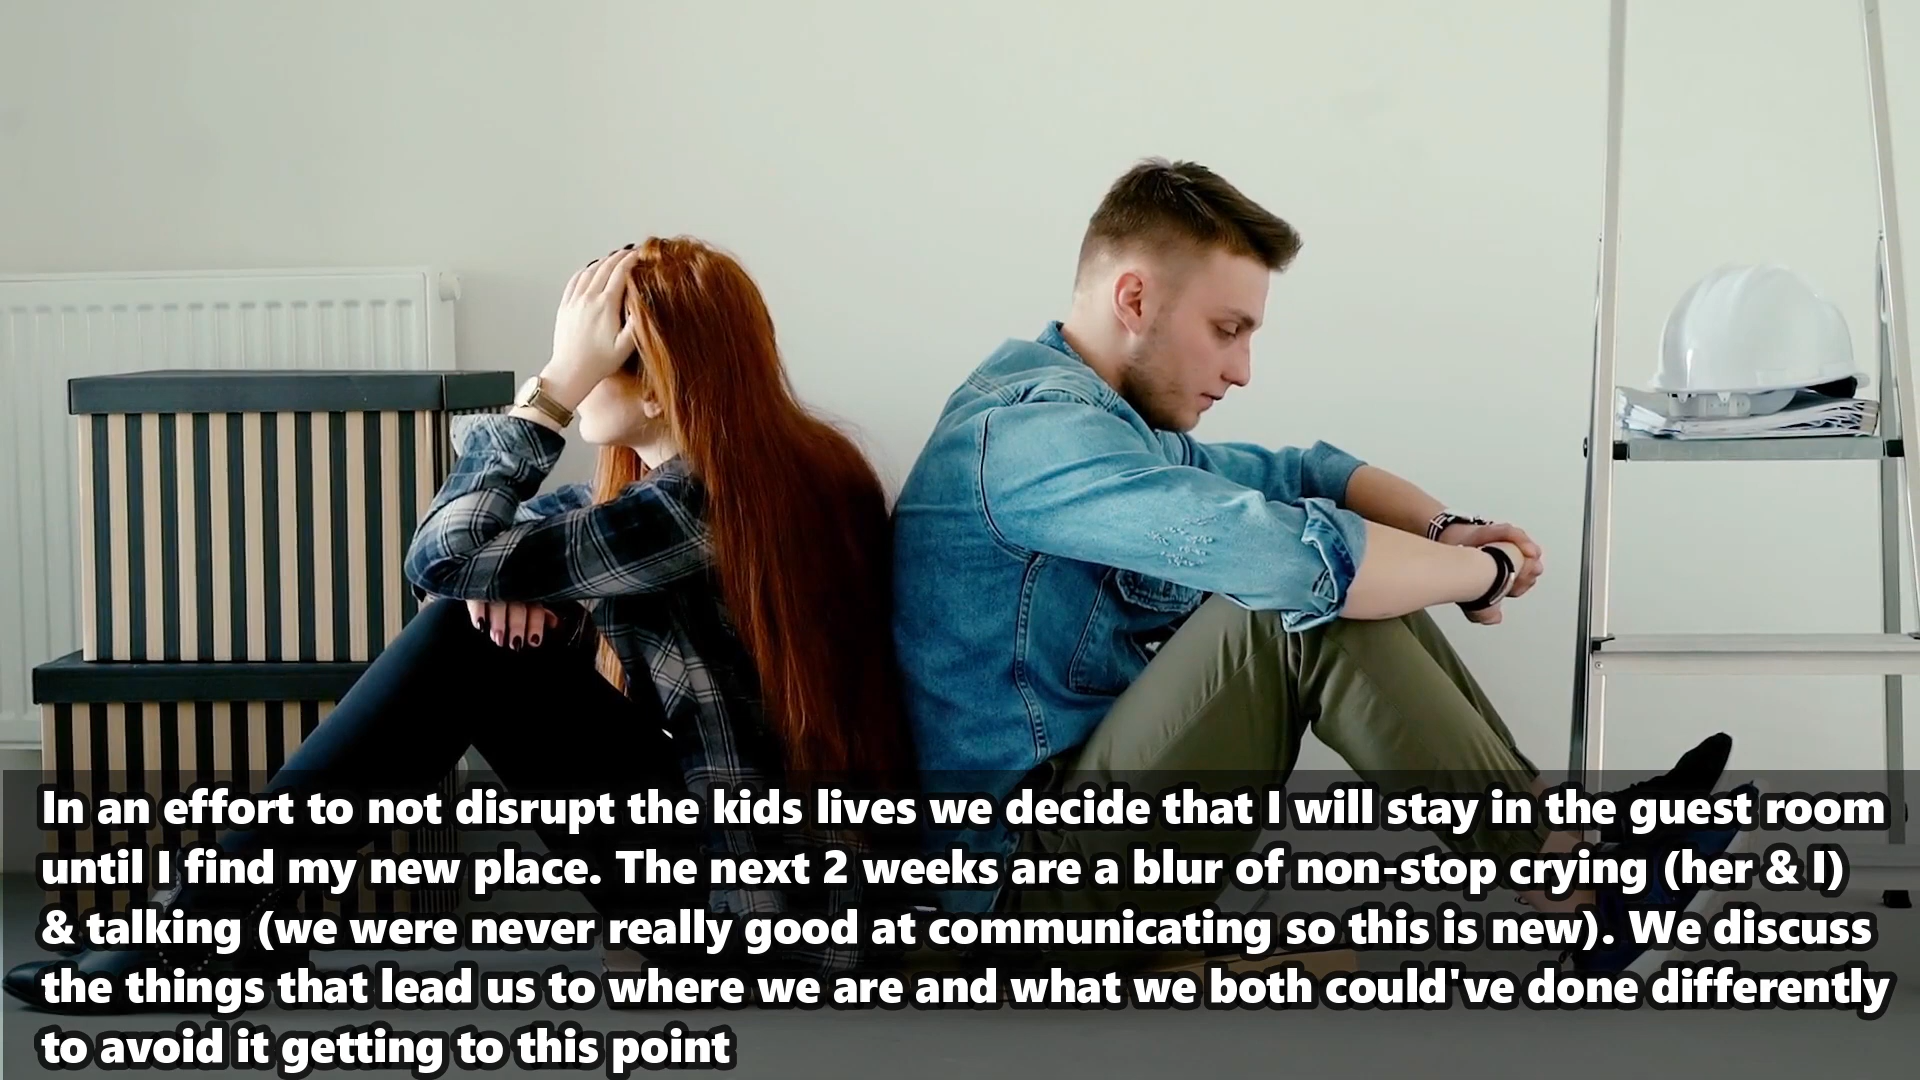 In an effort to not disrupt the kids lives we decide that I will stay in the guest room
until I find my new place. The next 2 weeks are a blur of non-stop crying (her & I)
& talking (we were never really good at communicating so this is new). We discuss
the things that lead us to where we are and what we both could've done differently
to avoid it getting to this point